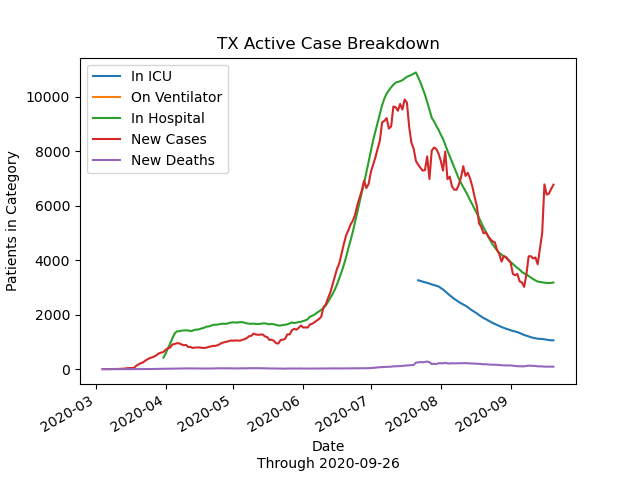 TX Active Case Breakdown
In ICU
On Ventilator
In Hospital
New Cases
New Deaths
Patients in Category
10000
8000
6000
4000
2000
0
2020-03
2020-04
2020-05
2020-06
2020-07
2020-08
2020-09
Date
Through 2020-09-26